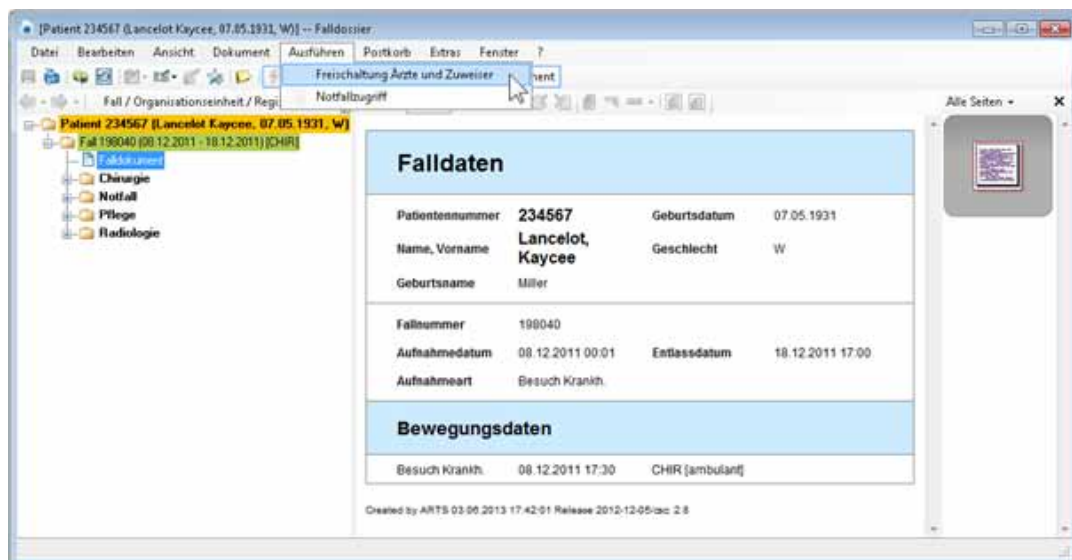 [Patient 234567 (Lancelot Kaycee, 07.05.1931, W)] -- Falldossier
Datei Bearbeiten Ansicht Dokument Ausführen Postkorb Extras Fenster ?
Freischaltung Ärzte und Zuweiser
Notfallzugriff
Fall / Organisationseinheit / Regi
Alle Seiten
Patient 234567 (Lancelot Kaycee, 07.05.1931, W)
Fall 198040 (08.12.2011 - 18.12.2011) [CHIR]
Falldokument
Chirurgie
Notfall
Pflege
Radiologie
Falldaten
Patientennummer 234567 Geburtsdatum 07.05.1931
Name, Vorname Lancelot, Kaycee Geschlecht W
Geburtsname Miller
Fallnummer 198040
Aufnahmedatum 08.12.2011 00:01 Entlassdatum 18.12.2011 17:00
Aufnahmeart Besuch Krankh.
Bewegungsdaten
Besuch Krankh. 08.12.2011 17:30 CHIR [ambulant]
Created by ARTS 03.06.2013 17:42:01 Release 2012-12-05 2.8